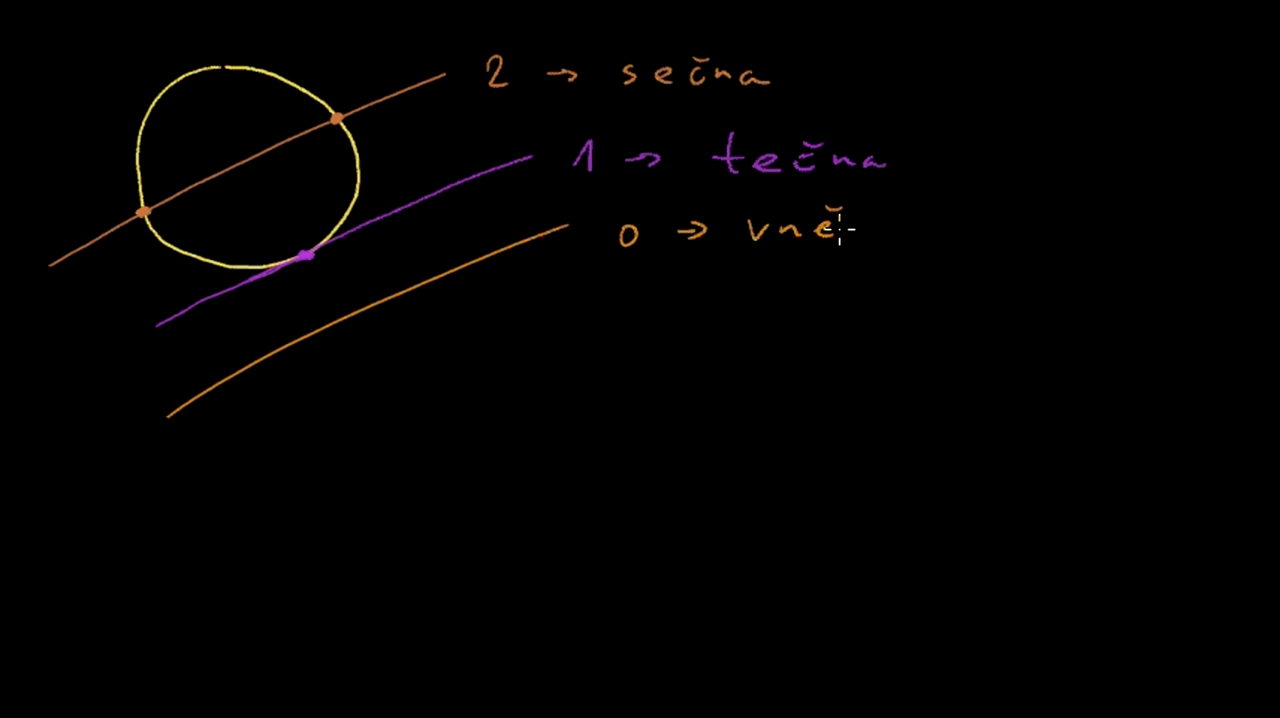 2 → sečna
1 → tečna
0 → vně